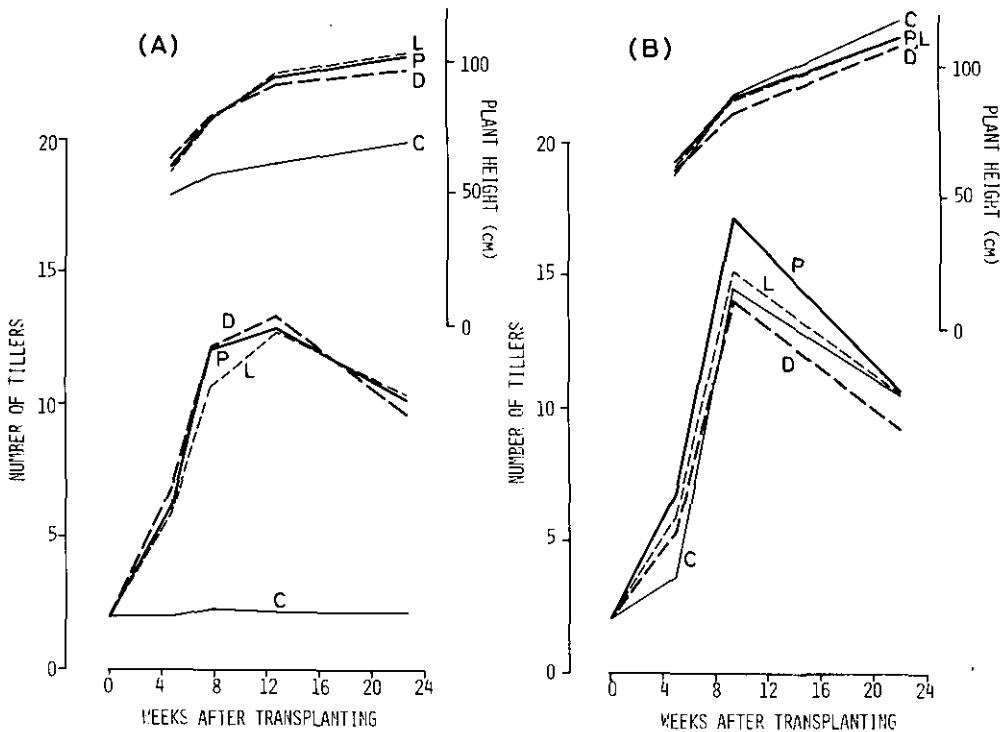 (A)
L
P
D
C
100
50
0
PLANT HEIGHT (CM)
20
15
10
5
0
NUMBER OF TILLERS
D
P
L
C
0 4 8 12 16 20 24
WEEKS AFTER TRANSPLANTING
(B)
C
P,L
D
100
50
0
PLANT HEIGHT (CM)
20
15
10
5
0
NUMBER OF TILLERS
P
L
D
C
0 4 8 12 16 20 24
WEEKS AFTER TRANSPLANTING